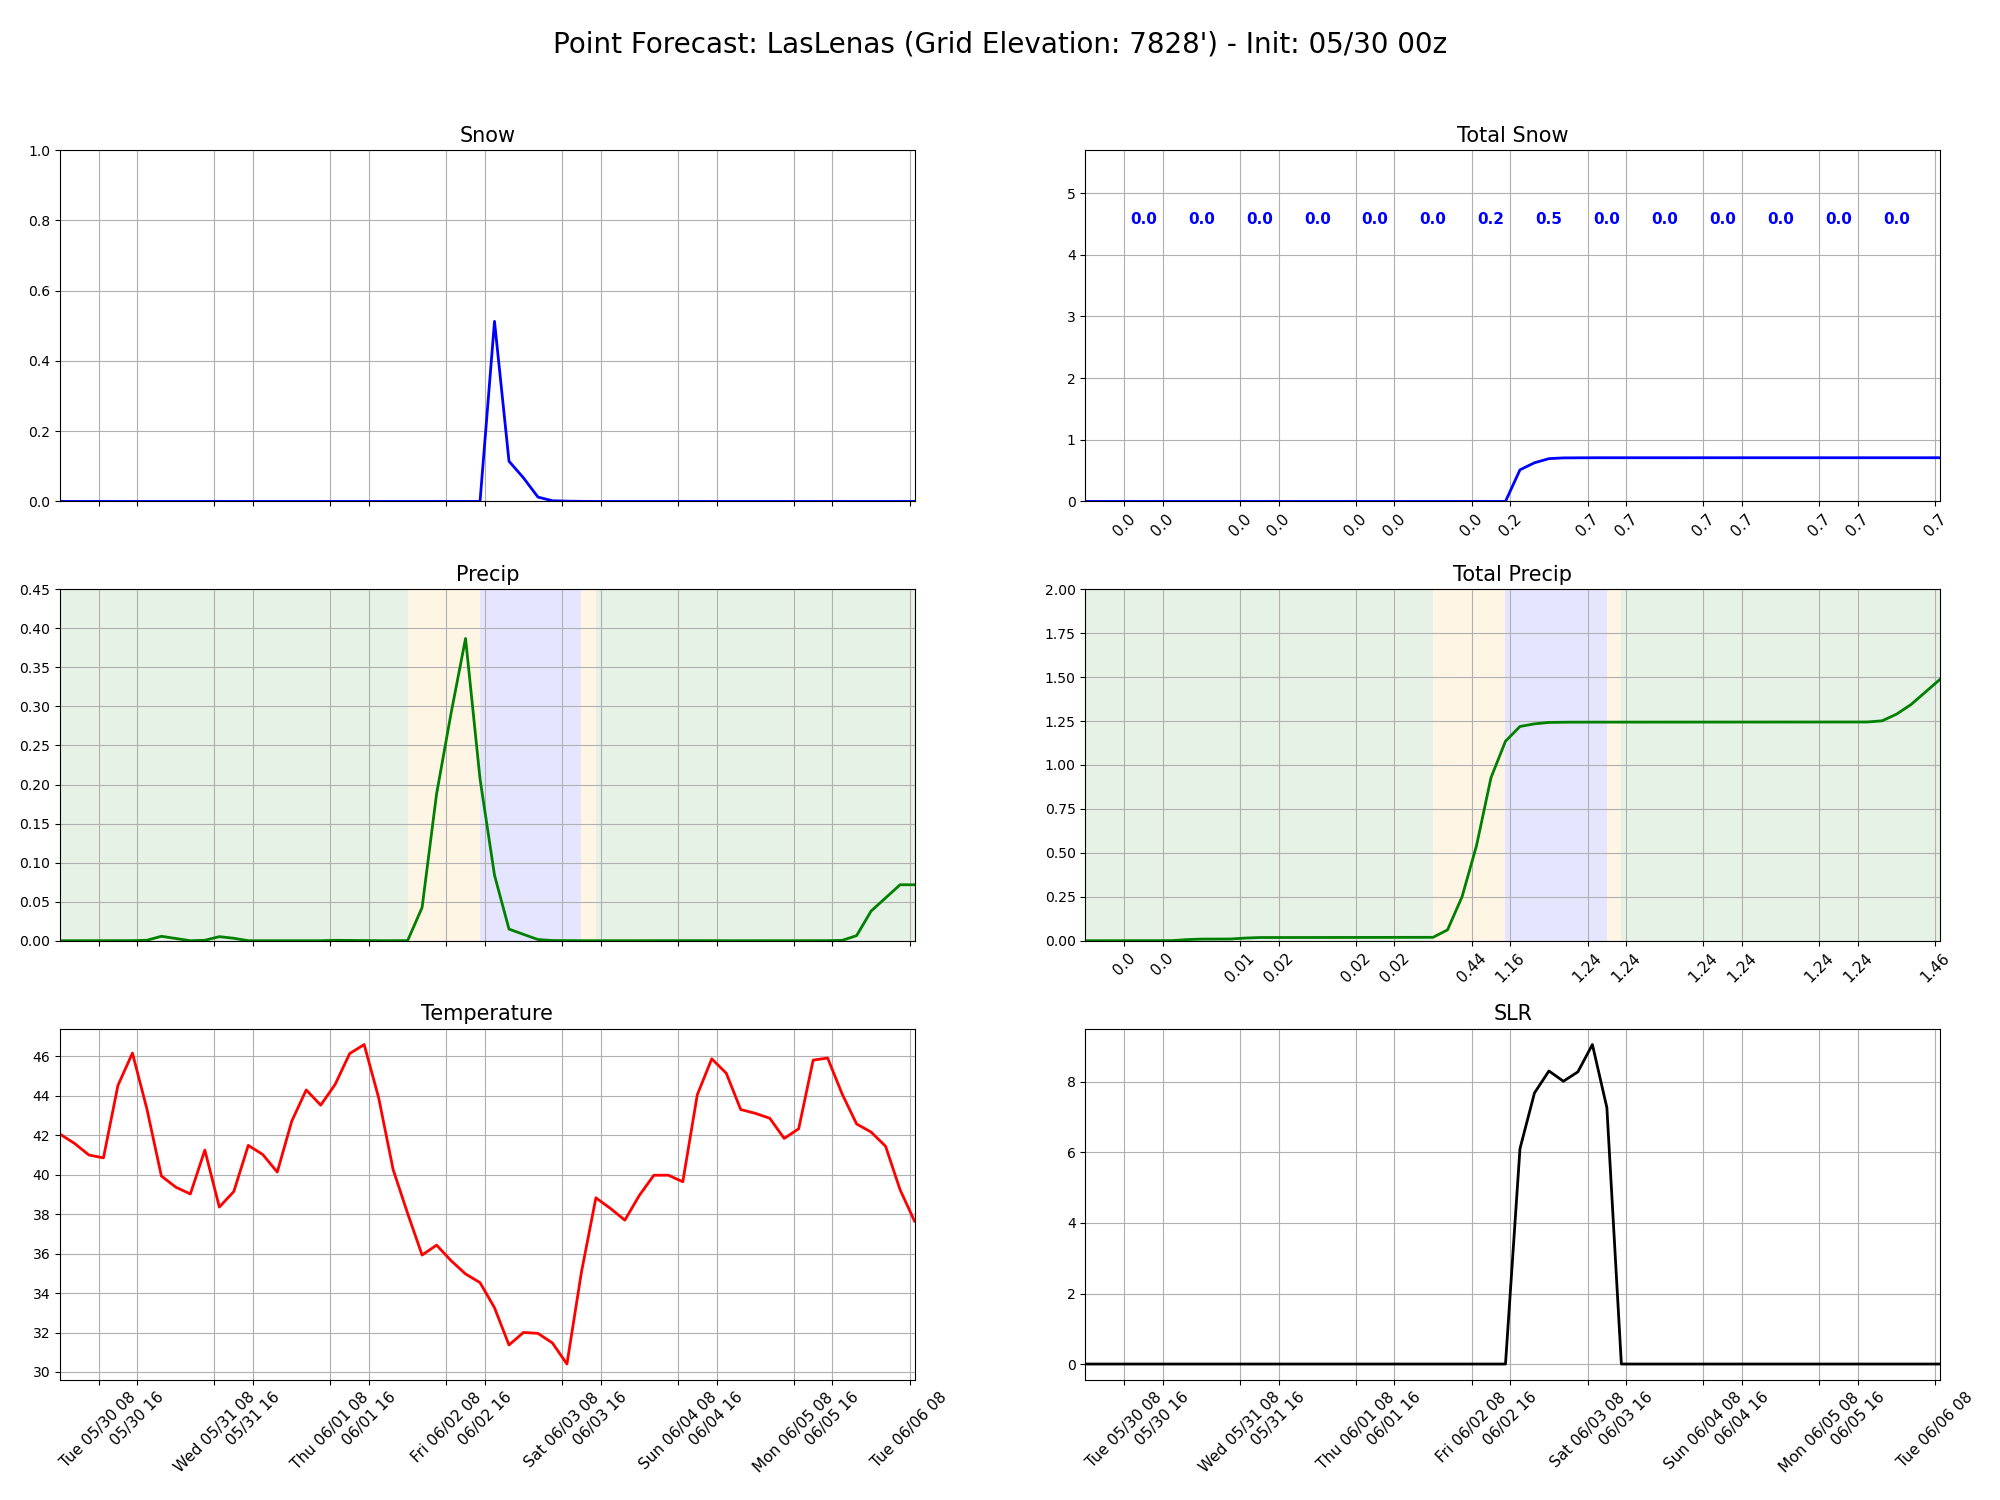 Point Forecast: LasLenas (Grid Elevation: 7828') - Init: 05/30 00z
Snow
1.0
0.8
0.6
0.4
0.2
0.0
Total Snow
5
4
3
2
1
0
0.0 0.0 0.0 0.0 0.0 0.0 0.2 0.5 0.0 0.0 0.0 0.0 0.0 0.0
0.0 0.0 0.0 0.0 0.0 0.0 0.0 0.2 0.7 0.7 0.7 0.7 0.7 0.7 0.7
Precip
0.45
0.40
0.35
0.30
0.25
0.20
0.15
0.10
0.05
0.00
Total Precip
2.00
1.75
1.50
1.25
1.00
0.75
0.50
0.25
0.00
0.0 0.0 0.01 0.02 0.02 0.02 0.44 1.16 1.24 1.24 1.24 1.24 1.24 1.24 1.46
Temperature
46
44
42
40
38
36
34
32
30
Tue 05/30 08
05/30 16
Wed 05/31 08
05/31 16
Thu 06/01 08
06/01 16
Fri 06/02 08
06/02 16
Sat 06/03 08
06/03 16
Sun 06/04 08
06/04 16
Mon 06/05 08
06/05 16
Tue 06/06 08
SLR
8
6
4
2
0
Tue 05/30 08
05/30 16
Wed 05/31 08
05/31 16
Thu 06/01 08
06/01 16
Fri 06/02 08
06/02 16
Sat 06/03 08
06/03 16
Sun 06/04 08
06/04 16
Mon 06/05 08
06/05 16
Tue 06/06 08